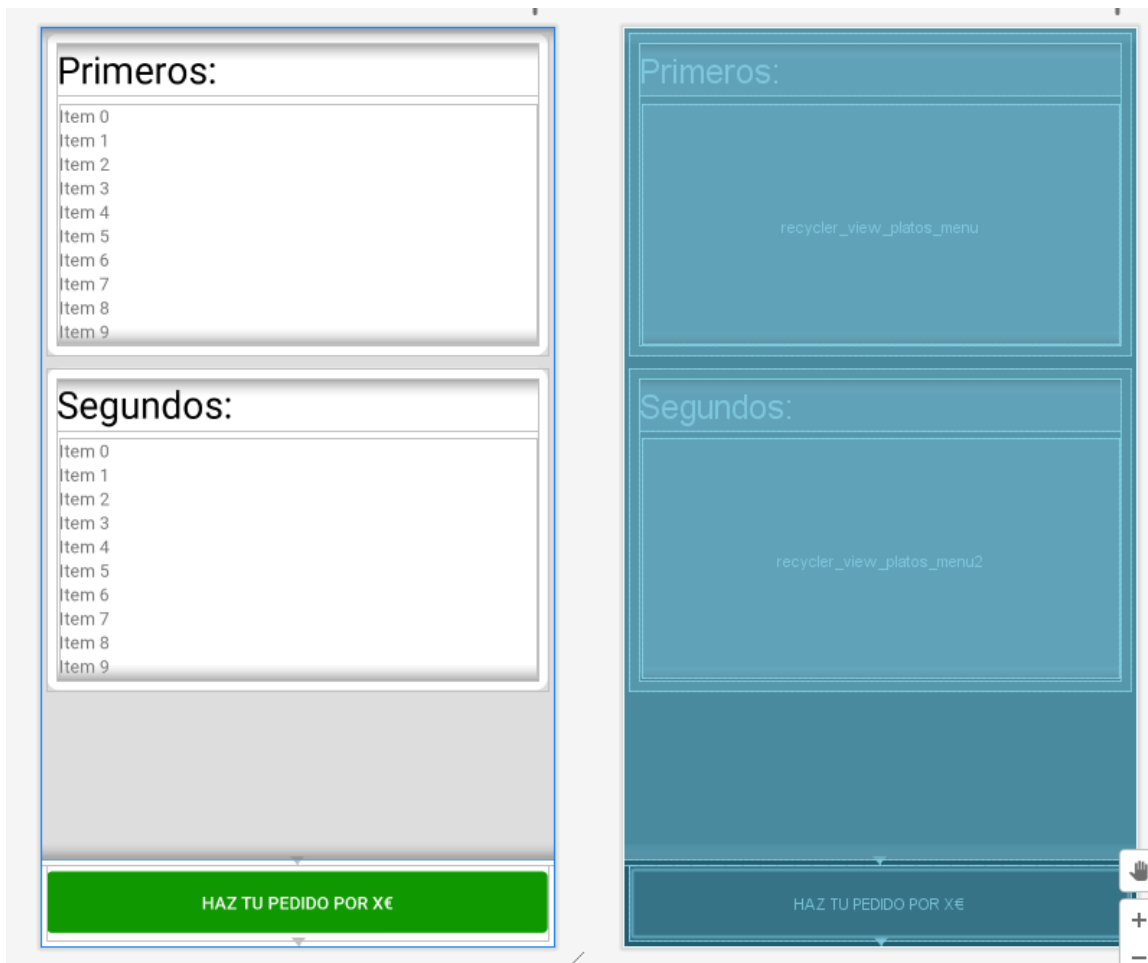 Primeros:
Item 0
Item 1
Item 2
Item 3
Item 4
Item 5
Item 6
Item 7
Item 8
Item 9
Segundos:
Item 0
Item 1
Item 2
Item 3
Item 4
Item 5
Item 6
Item 7
Item 8
Item 9
HAZ TU PEDIDO POR X€
Primeros:
recycler_view_platos_menu
Segundos:
recycler_view_platos_menu2
HAZ TU PEDIDO POR X€